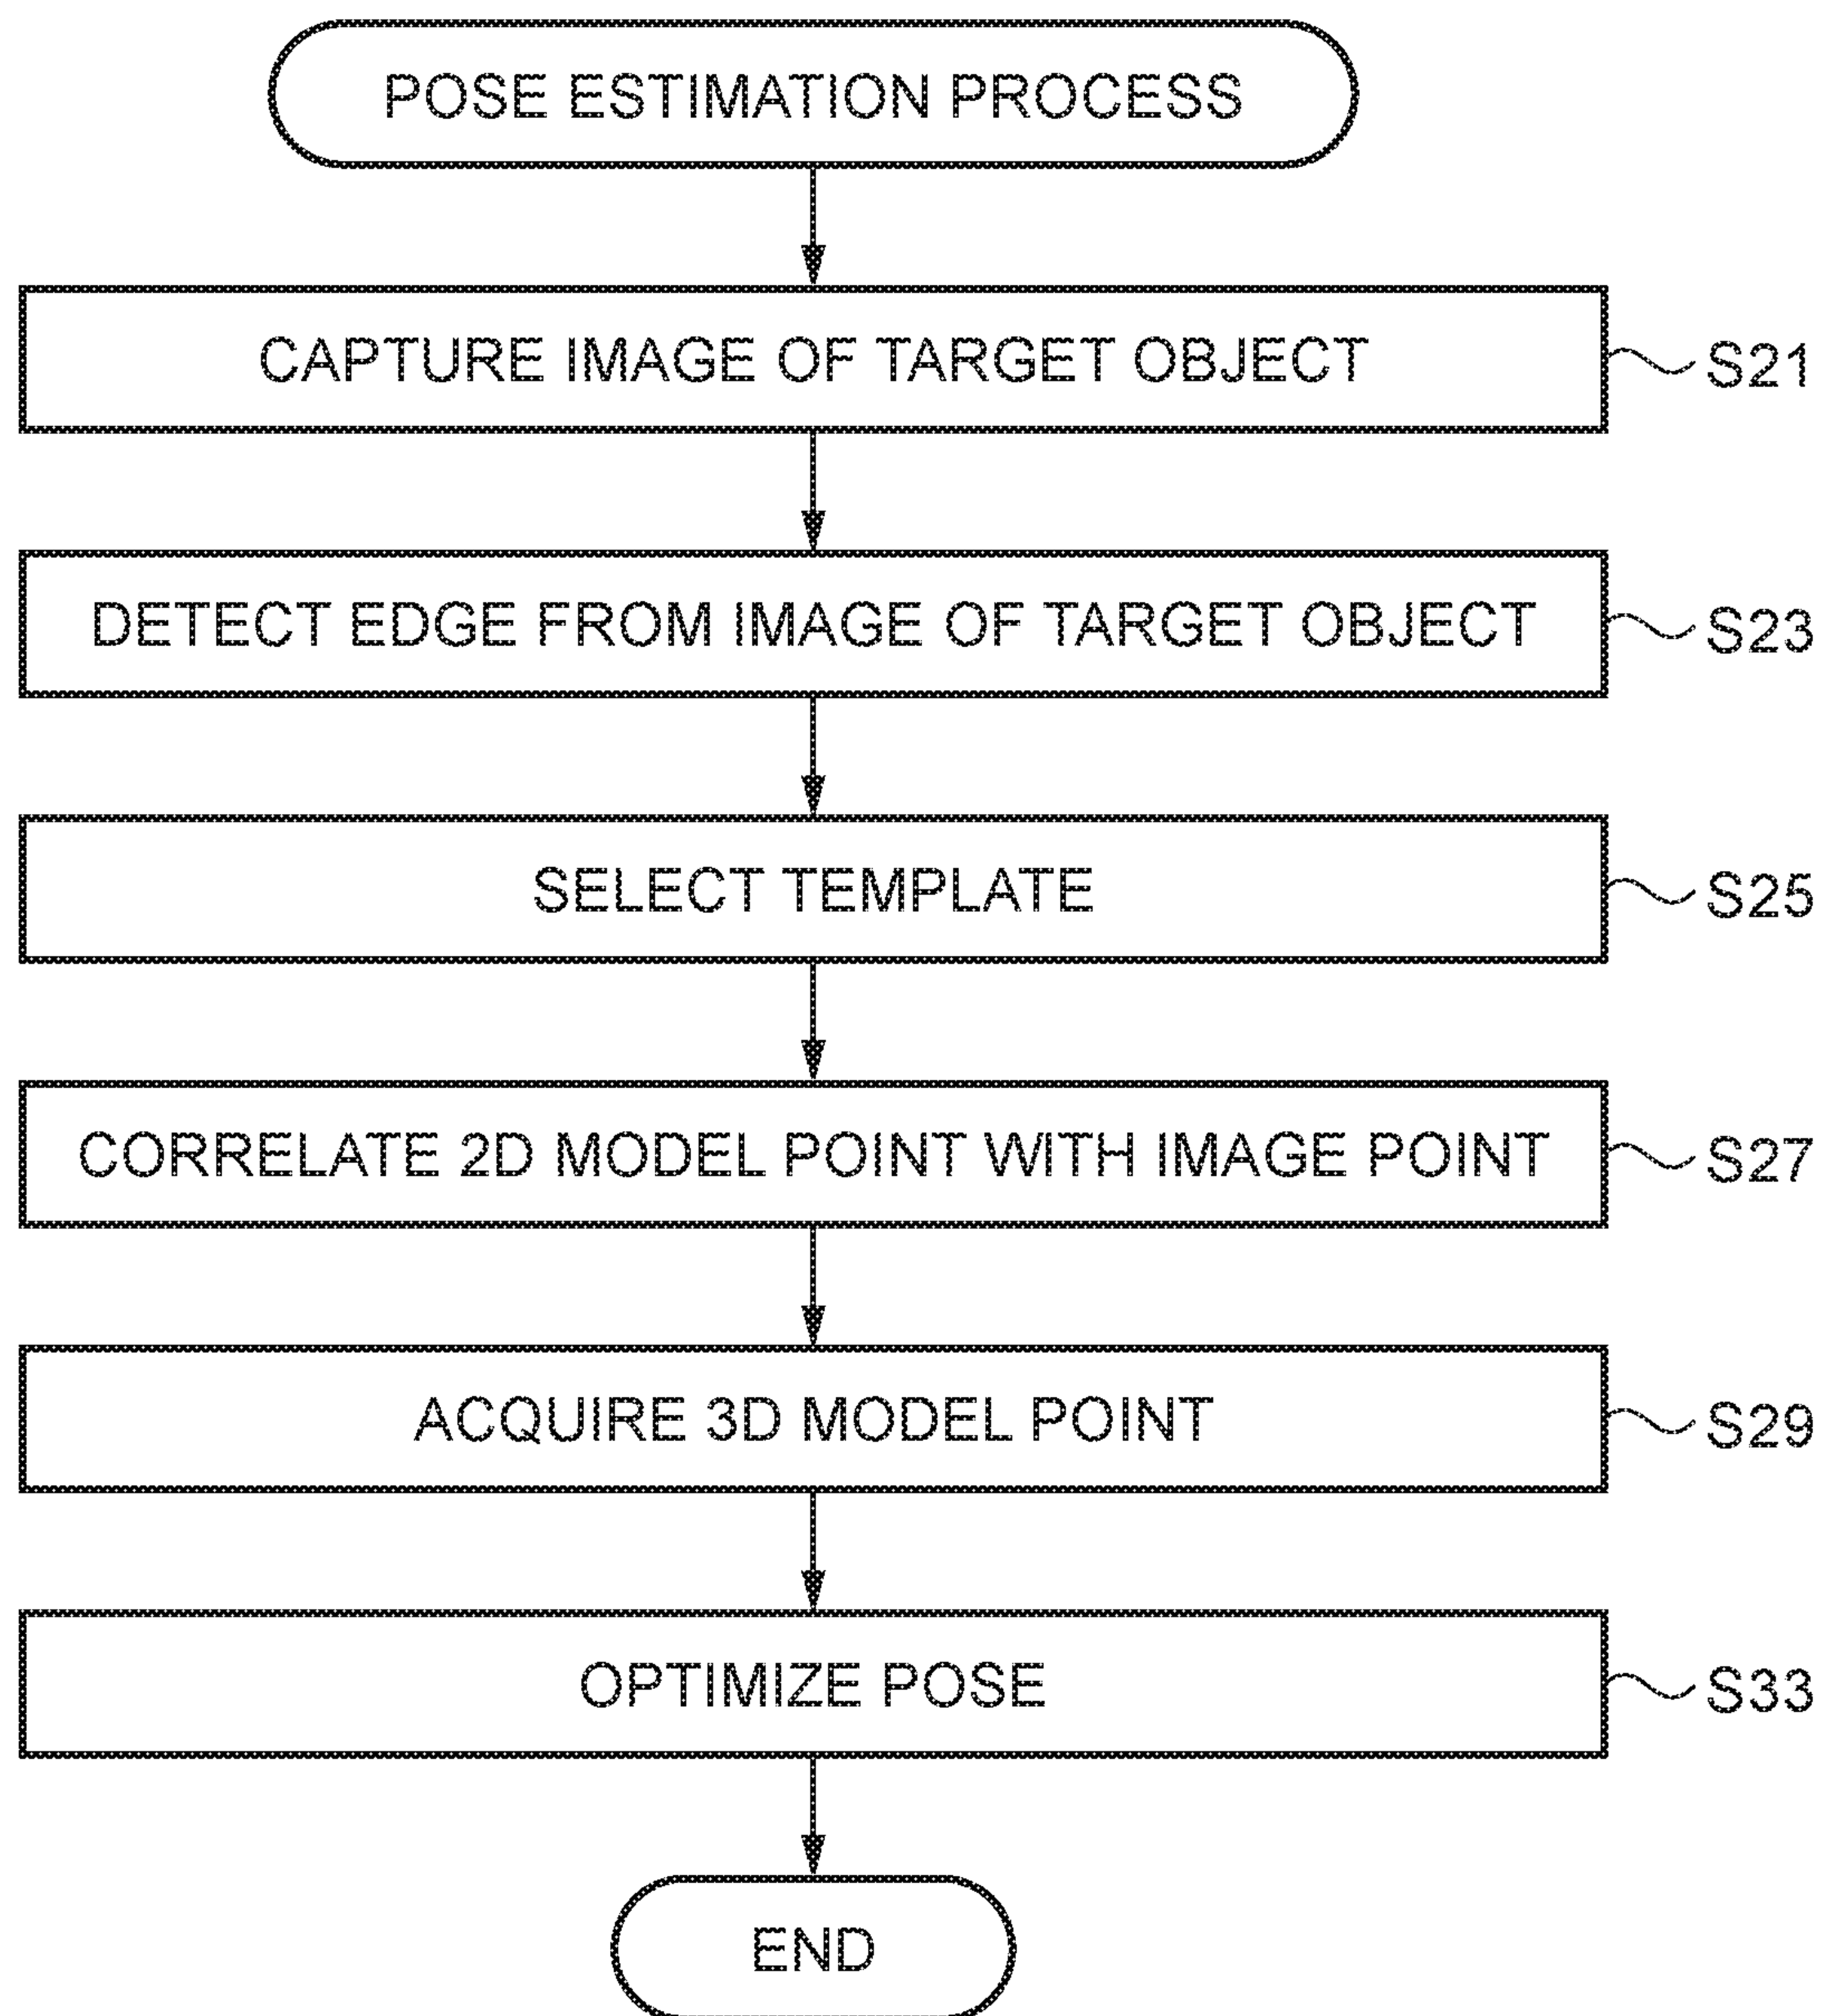 POSE ESTIMATION PROCESS
CAPTURE IMAGE OF TARGET OBJECT
S21
DETECT EDGE FROM IMAGE OF TARGET OBJECT
S23
SELECT TEMPLATE
S25
CORRELATE 2D MODEL POINT WITH IMAGE POINT
S27
ACQUIRE 3D MODEL POINT
S29
OPTIMIZE POSE
S33
END